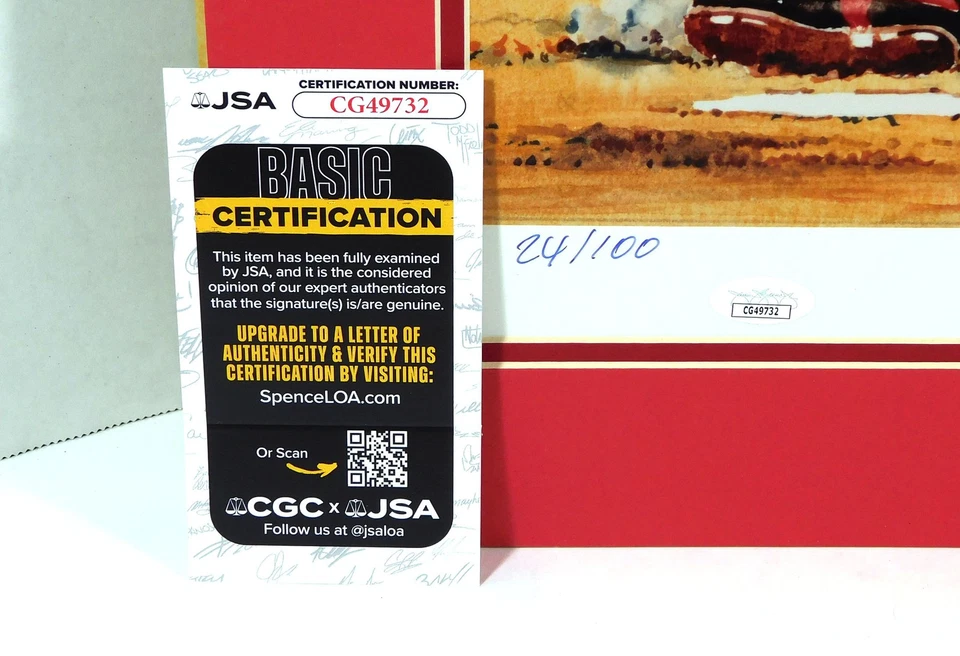 JSA
CERTIFICATION NUMBER:
CG49732
BASIC
CERTIFICATION
This item has been fully examined
by JSA, and it is the considered
opinion of our expert authenticators
that the signature(s) is/are genuine.
UPGRADE TO A LETTER OF
AUTHENTICITY & VERIFY THIS
CERTIFICATION BY VISITING:
SpenceLOA.com
Or Scan
CGC x JSA
Follow us at @jsaloa
24/100
CG49732